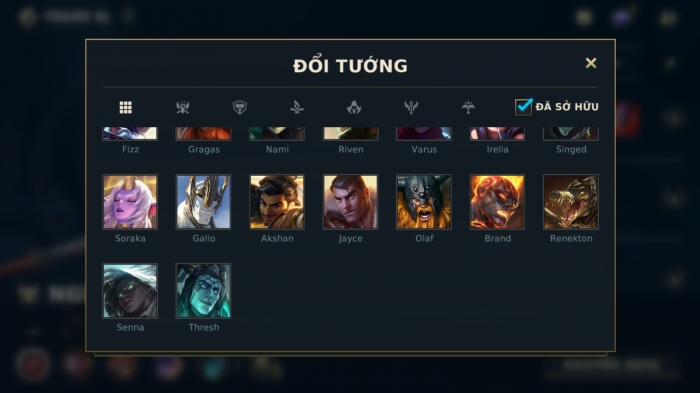 ĐỔI TƯỚNG
ĐÃ SỞ HỮU
Fizz Gragas Nami Riven Varus Irelia Singed
Soraka Galio Akshan Jayce Olaf Brand Renekton
Senna Thresh